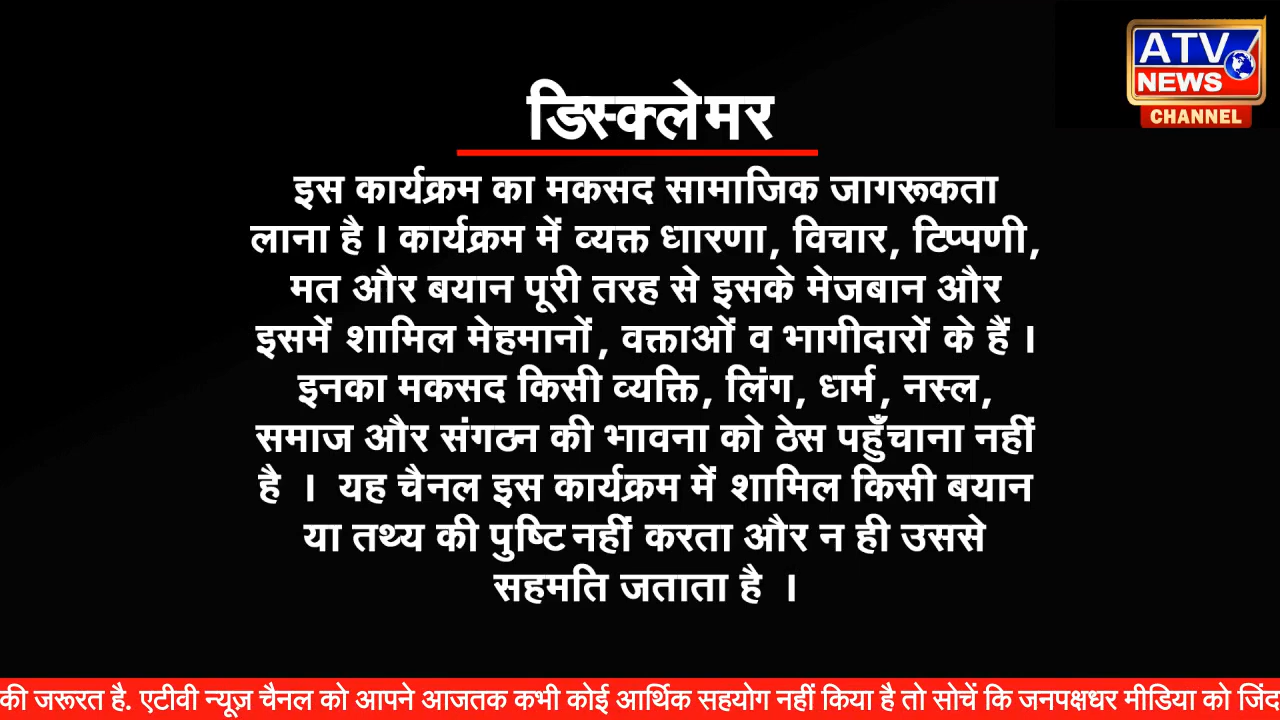 ATV
NEWS
CHANNEL
डिस्क्लेमर
इस कार्यक्रम का मकसद सामाजिक जागरूकता
लाना है । कार्यक्रम में व्यक्त धारणा, विचार, टिप्पणी,
मत और बयान पूरी तरह से इसके मेजबान और
इसमें शामिल मेहमानों, वक्ताओं व भागीदारों के हैं ।
इनका मकसद किसी व्यक्ति, लिंग, धर्म, नस्ल,
समाज और संगठन की भावना को ठेस पहुँचाना नहीं
है । यह चैनल इस कार्यक्रम में शामिल किसी बयान
या तथ्य की पुष्टि नहीं करता और न ही उससे
सहमति जताता है ।
की जरूरत है. एटीवी न्यूज़ चैनल को आपने आजतक कभी कोई आर्थिक सहयोग नहीं किया है तो सोचें कि जनपक्षधर मीडिया को